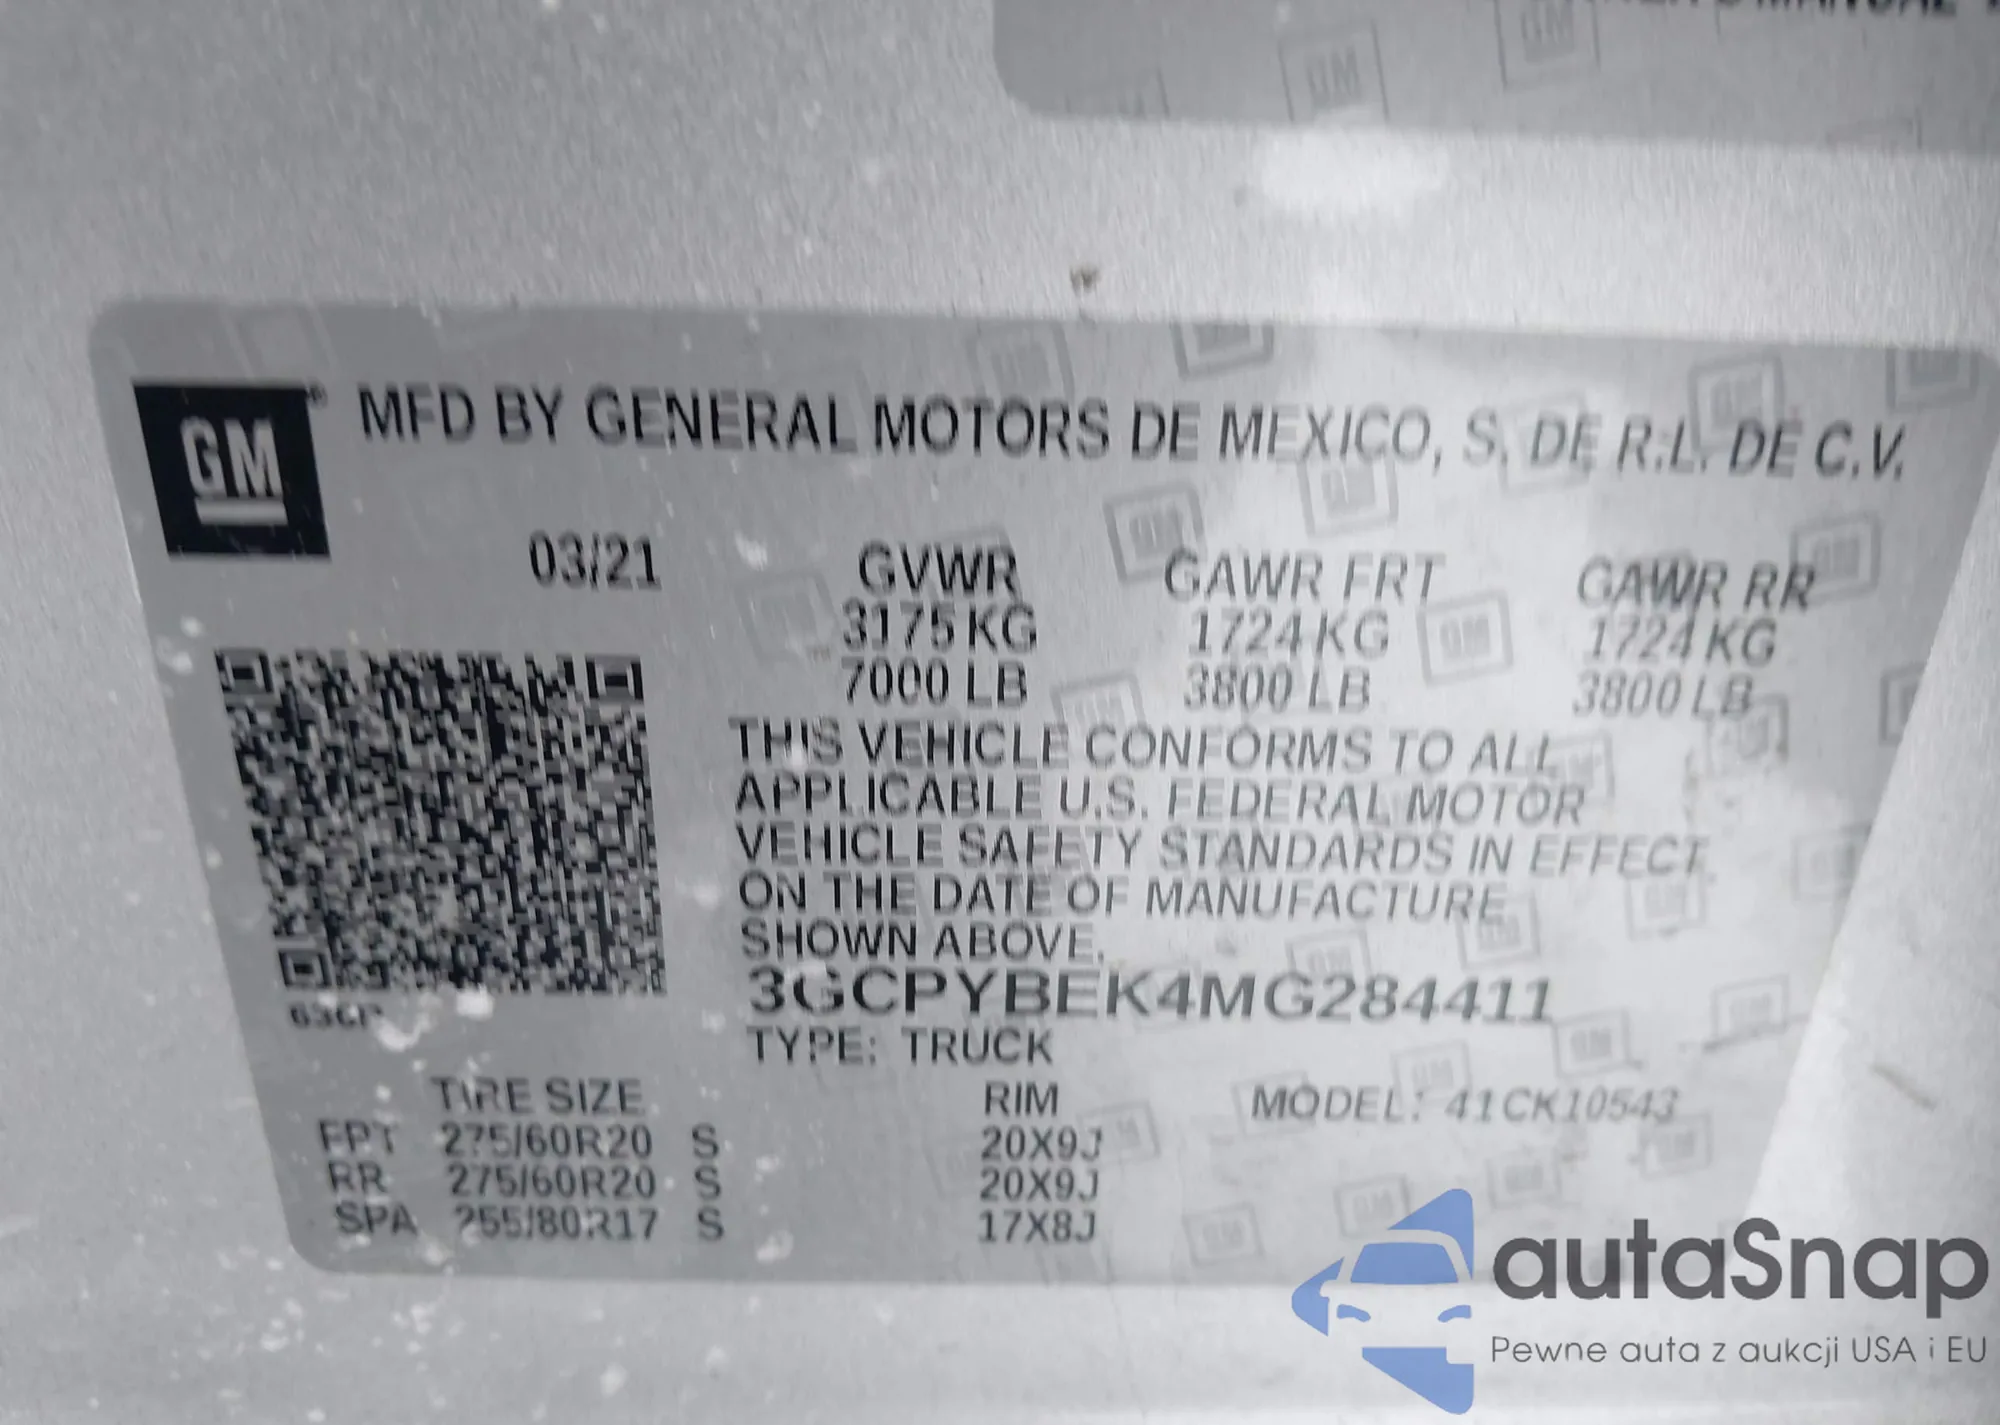 MANUAL
GM
MFD BY GENERAL MOTORS DE MEXICO, S. DE R.L. DE C.V.
03/21 GVWR GAWR FRT GAWR RR
3175 KG 1724 KG 1724 KG
7000 LB 3800 LB 3800 LB
THIS VEHICLE CONFORMS TO ALL
APPLICABLE U.S. FEDERAL MOTOR
VEHICLE SAFETY STANDARDS IN EFFECT
ON THE DATE OF MANUFACTURE
SHOWN ABOVE.
3GCPYBEK4MG284411
TYPE: TRUCK
TIRE SIZE RIM MODEL: 41CK10543
FRT 275/60R20 S 20X9J
RR 275/60R20 S 20X9J
SPA 255/80R17 S 17X8J
autaSnap
Pewne auta z aukcji USA i EU